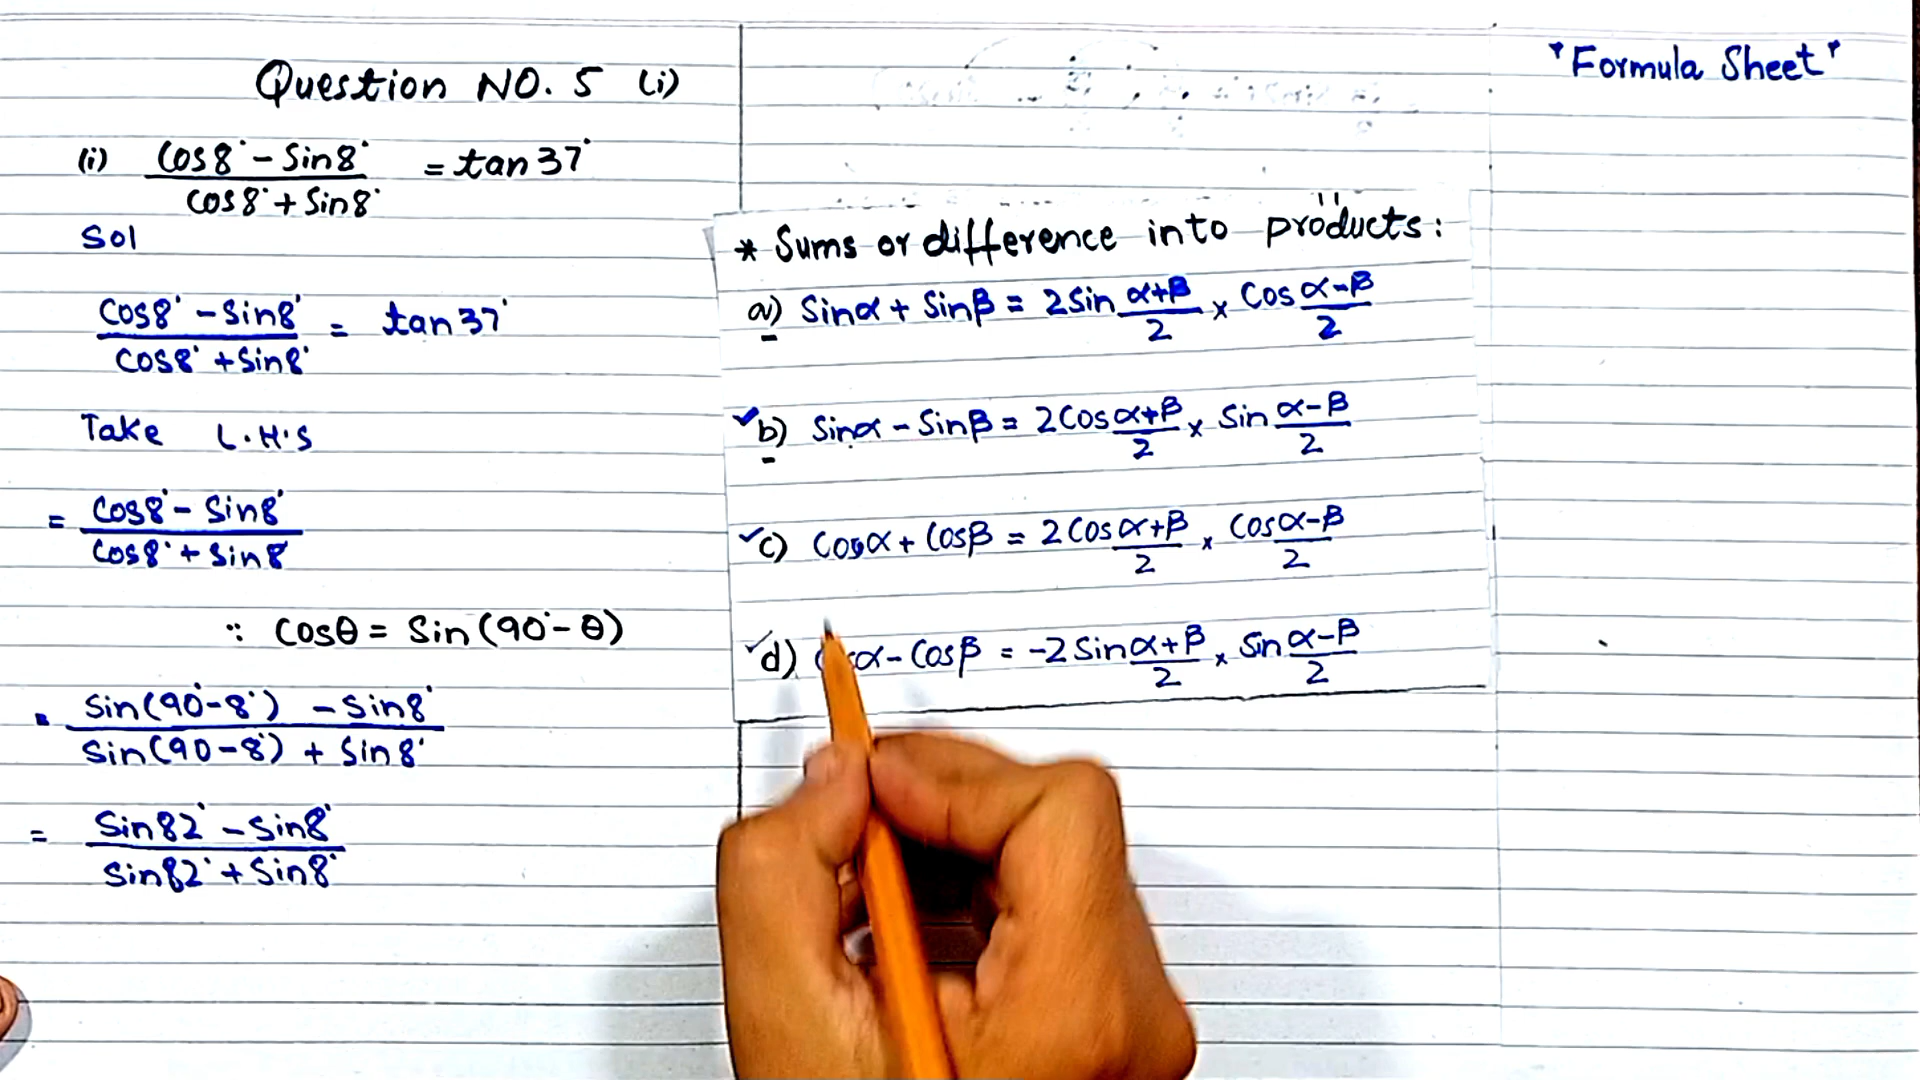 Question NO. 5 (i)
(i) Cos8° - Sin8° / Cos8° + Sin8° = tan37°
Sol
Cos8° - Sin8° / Cos8° + Sin8° = tan37°
Take L.H.S
= Cos8° - Sin8° / Cos8° + Sin8°
∵ Cosθ = Sin(90° - θ)
= Sin(90°-8°) - Sin8° / Sin(90-8°) + Sin8°
= Sin82° - Sin8° / Sin82° + Sin8°
* Sums or difference into products:
a) Sinα + Sinβ = 2Sin α+β/2 × Cos α-β/2
b) Sinα - Sinβ = 2Cos α+β/2 × Sin α-β/2
c) Cosα + Cosβ = 2Cos α+β/2 × Cos α-β/2
d) α - Cosβ = -2Sin α+β/2 × Sin α-β/2
"Formula Sheet"